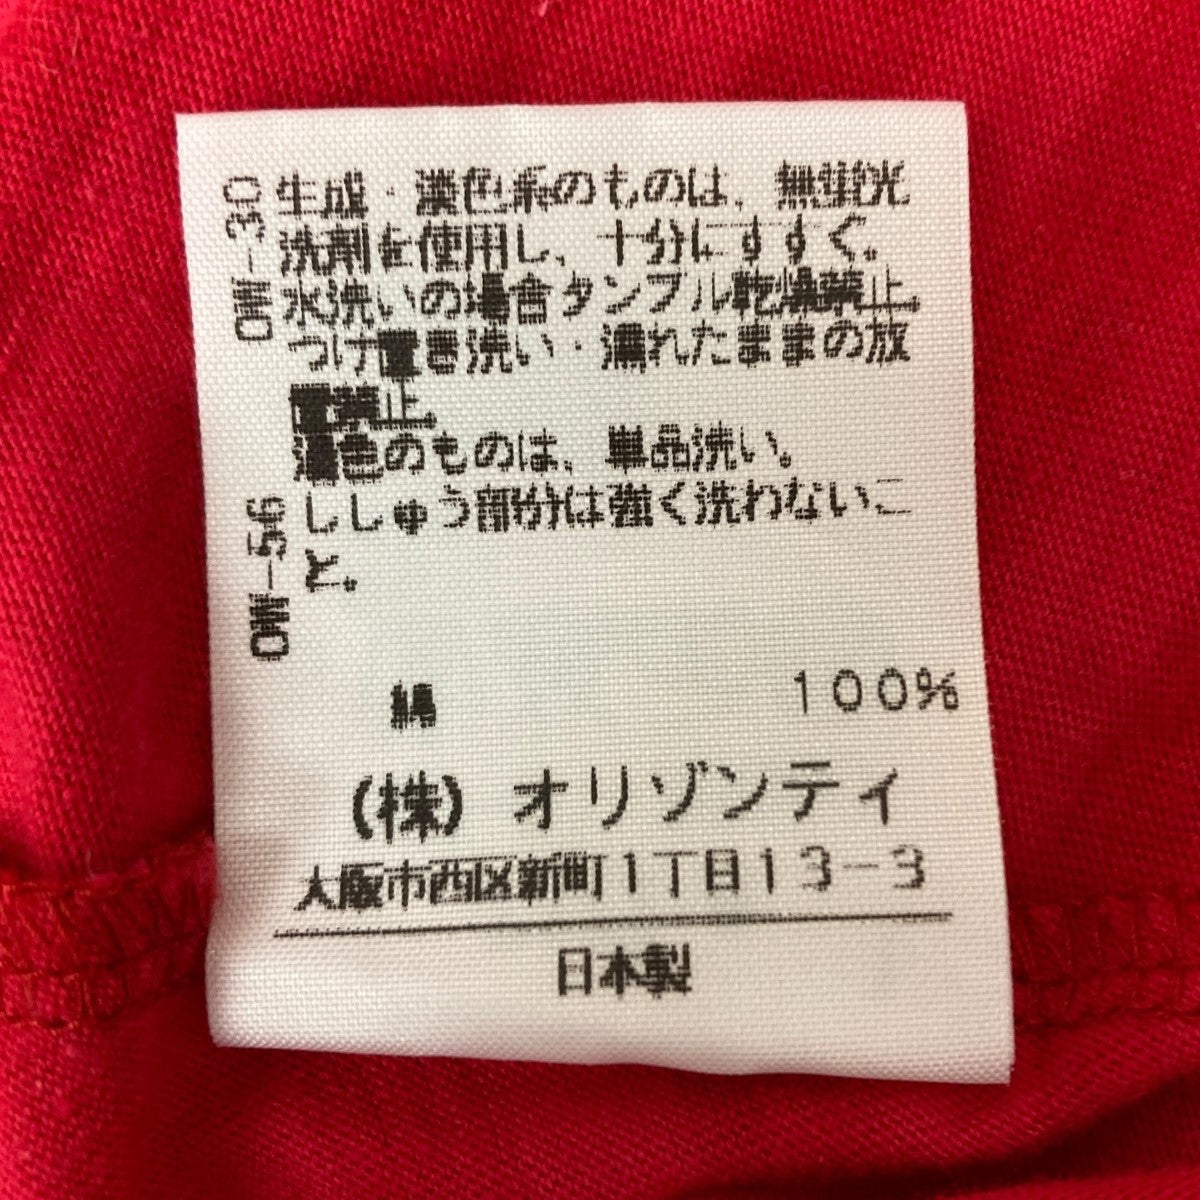 OW-30
OW-56
生成・淡色系のものは、無蛍光
洗剤を使用し、十分にすすぐ。
水洗いの場合タンブル乾燥禁止。
つけ置き洗い・濡れたままの放
置禁止。
濃色のものは、単品洗い。
ししゅう部分は強く洗わないこ
と。
綿 100%
(株) オリゾンティ
大阪市西区新町1丁目13-3
日本製